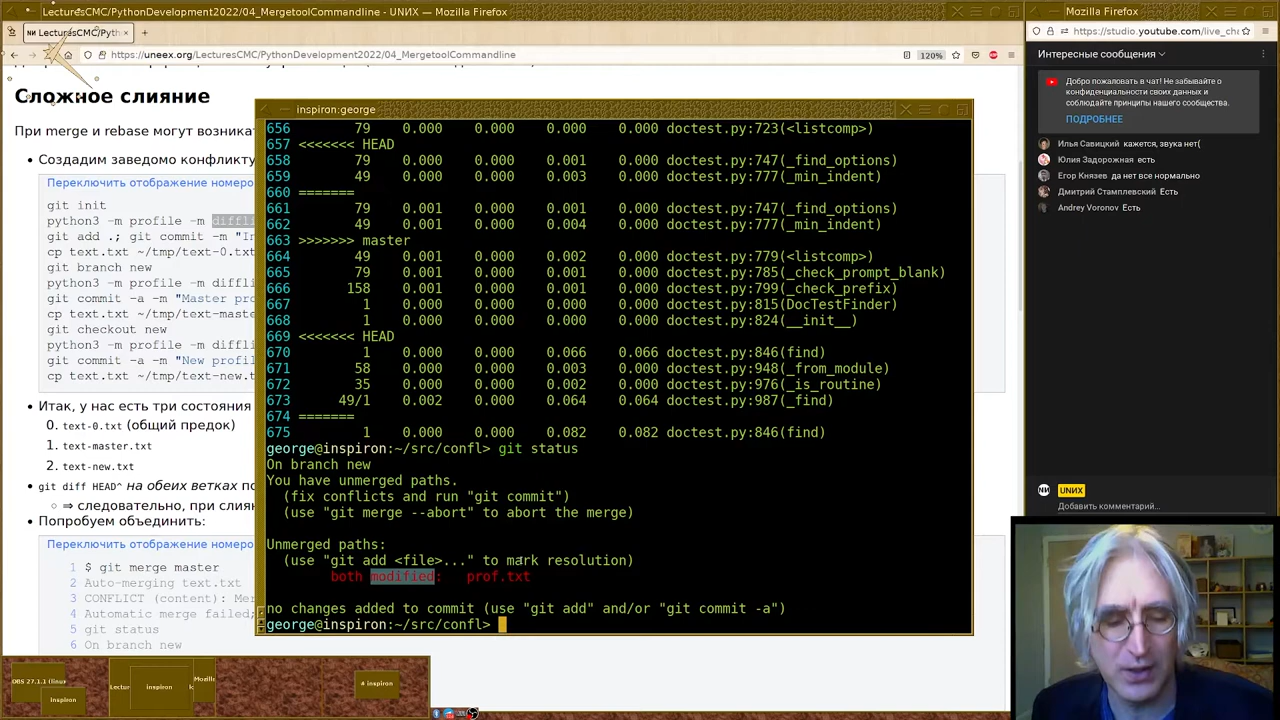 LecturesCMC/PythonDevelopment2022/04_MergetoolCommandline - UNИX — Mozilla Firefox
Mozilla Firefox
LecturesCMC/Pyth
https://uneex.org/LecturesCMC/PythonDevelopment2022/04_MergetoolCommandline
120%
https://studio.youtube.com/live_ch
Сложное слияние
При merge и rebase могут возникат
Создадим заведомо конфликту
Переключить отображение номеро
git init
python3 -m profile -m diffli
git add .; git commit -m "In
cp text.txt ~/tmp/text-0.txt
git branch new
python3 -m profile -m diffli
git commit -a -m "Master pro
cp text.txt ~/tmp/text-maste
git checkout new
python3 -m profile -m diffli
git commit -a -m "New profil
cp text.txt ~/tmp/text-new.t
Итак, у нас есть три состояния
0. text-0.txt (общий предок)
1. text-master.txt
2. text-new.txt
git diff HEAD^ на обеих ветках по
⇒ следовательно, при слиян
Попробуем объединить:
Переключить отображение номеро
1 $ git merge master
2 Auto-merging text.txt
3 CONFLICT (content): Mer
4 Automatic merge failed;
5 git status
6 On branch new
inspiron:george
656 79 0.000 0.000 0.000 0.000 doctest.py:723(<listcomp>)
657 <<<<<<< HEAD
658 79 0.000 0.000 0.001 0.000 doctest.py:747(_find_options)
659 49 0.000 0.000 0.003 0.000 doctest.py:777(_min_indent)
660 =======
661 79 0.001 0.000 0.001 0.000 doctest.py:747(_find_options)
662 49 0.001 0.000 0.004 0.000 doctest.py:777(_min_indent)
663 >>>>>>> master
664 49 0.001 0.000 0.002 0.000 doctest.py:779(<listcomp>)
665 79 0.001 0.000 0.001 0.000 doctest.py:785(_check_prompt_blank)
666 158 0.001 0.000 0.001 0.000 doctest.py:799(_check_prefix)
667 1 0.000 0.000 0.000 0.000 doctest.py:815(DocTestFinder)
668 1 0.000 0.000 0.000 0.000 doctest.py:824(__init__)
669 <<<<<<< HEAD
670 1 0.000 0.000 0.066 0.066 doctest.py:846(find)
671 58 0.000 0.000 0.003 0.000 doctest.py:948(_from_module)
672 35 0.000 0.000 0.002 0.000 doctest.py:976(_is_routine)
673 49/1 0.002 0.000 0.064 0.064 doctest.py:987(_find)
674 =======
675 1 0.000 0.000 0.082 0.082 doctest.py:846(find)
george@inspiron:~/src/confl> git status
On branch new
You have unmerged paths.
(fix conflicts and run "git commit")
(use "git merge --abort" to abort the merge)
Unmerged paths:
(use "git add <file>..." to mark resolution)
both modified: prof.txt
no changes added to commit (use "git add" and/or "git commit -a")
george@inspiron:~/src/confl>
Интересные сообщения
Добро пожаловать в чат! Не забывайте о
конфиденциальности своих данных и
соблюдайте принципы нашего сообщества.
ПОДРОБНЕЕ
Илья Савицкий кажется, звука нет(
Юлия Задорожная есть
Егор Князев да нет все нормально
Дмитрий Стамплевский Есть
Andrey Voronov Есть
UNИX
Добавить комментарий...
OBS 27.1.1 (linux
inspiron
Lectur
inspiron
Mozill
# inspiron